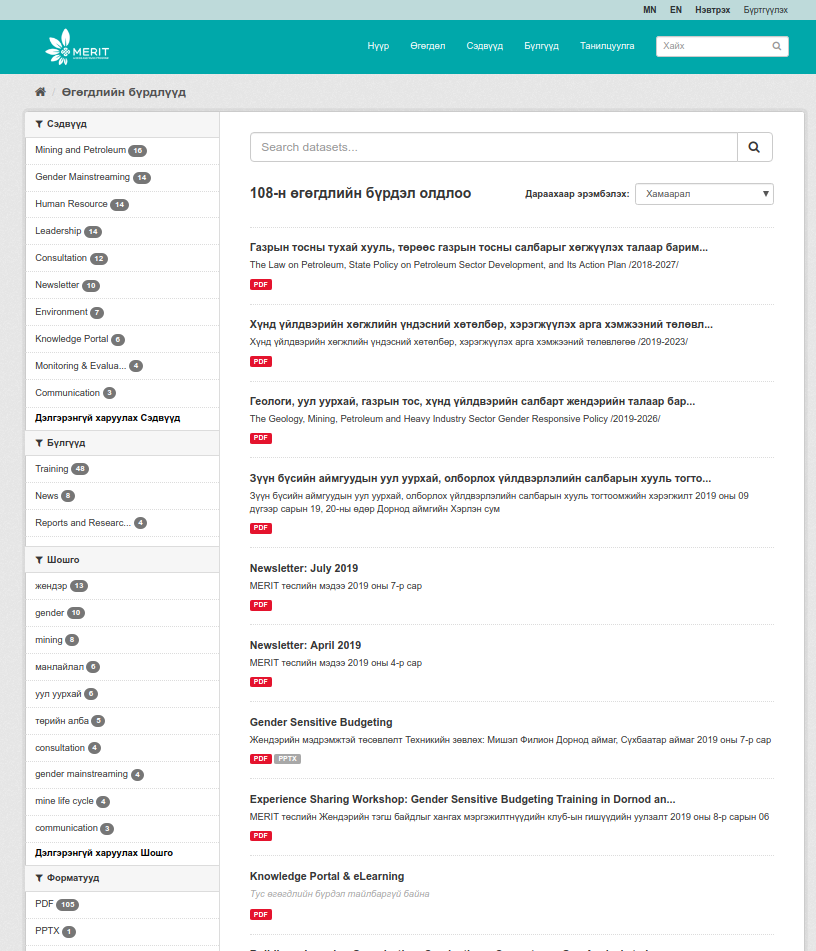 MN EN Нэвтрэх Бүртгүүлэх
MERIT
Нүүр Өгөгдөл Сэдвүүд Бүлгүүд Танилцуулга Хайх
/ Өгөгдлийн бүрдлүүд
Сэдвүүд
Mining and Petroleum 16
Gender Mainstreaming 14
Human Resource 14
Leadership 14
Consultation 12
Newsletter 10
Environment 7
Knowledge Portal 6
Monitoring & Evalua... 4
Communication 3
Дэлгэрэнгүй харуулах Сэдвүүд
Бүлгүүд
Training 48
News 8
Reports and Researc... 4
Шошго
жендэр 13
gender 10
mining 8
манлайлал 6
уул уурхай 6
төрийн алба 5
consultation 4
gender mainstreaming 4
mine life cycle 4
communication 3
Дэлгэрэнгүй харуулах Шошго
Форматууд
PDF 105
PPTX 1
Search datasets...
108-н өгөгдлийн бүрдэл олдлоо
Дараахаар эрэмбэлэх: Хамаарал
Газрын тосны тухай хууль, төрөөс газрын тосны салбарыг хөгжүүлэх талаар барим...
The Law on Petroleum, State Policy on Petroleum Sector Development, and Its Action Plan /2018-2027/
PDF
Хүнд үйлдвэрийн хөгжлийн үндэсний хөтөлбөр, хэрэгжүүлэх арга хэмжээний төлөвл...
Хүнд үйлдвэрийн хөгжлийн үндэсний хөтөлбөр, хэрэгжүүлэх арга хэмжээний төлөвлөгөө /2019-2023/
PDF
Геологи, уул уурхай, газрын тос, хүнд үйлдвэрийн салбарт жендэрийн талаар бар...
The Geology, Mining, Petroleum and Heavy Industry Sector Gender Responsive Policy /2019-2026/
PDF
Зүүн бүсийн аймгуудын уул уурхай, олборлох үйлдвэрлэлийн салбарын хууль тогто...
Зүүн бүсийн аймгуудын уул уурхай, олборлох үйлдвэрлэлийн салбарын хууль тогтоомжийн хэрэгжилт 2019 оны 09
дүгээр сарын 19, 20-ны өдөр Дорнод аймгийн Хэрлэн сум
PDF
Newsletter: July 2019
MERIT төслийн мэдээ 2019 оны 7-р сар
PDF
Newsletter: April 2019
MERIT төслийн мэдээ 2019 оны 4-р сар
PDF
Gender Sensitive Budgeting
Жендэрийн мэдрэмжтэй төсөвлөлт Техникийн зөвлөх: Мишэл Филион Дорнод аймаг, Сүхбаатар аймаг 2019 оны 7-р сар
PDF PPTX
Experience Sharing Workshop: Gender Sensitive Budgeting Training in Dornod an...
MERIT төслийн Жендэрийн тэгш байдлыг хангах мэргэжилтнүүдийн клуб-ын гишүүдийн уулзалт 2019 оны 8-р сарын 06
PDF
Knowledge Portal & eLearning
Тус өгөгдлийн бүрдэл тайлбаргүй байна
PDF